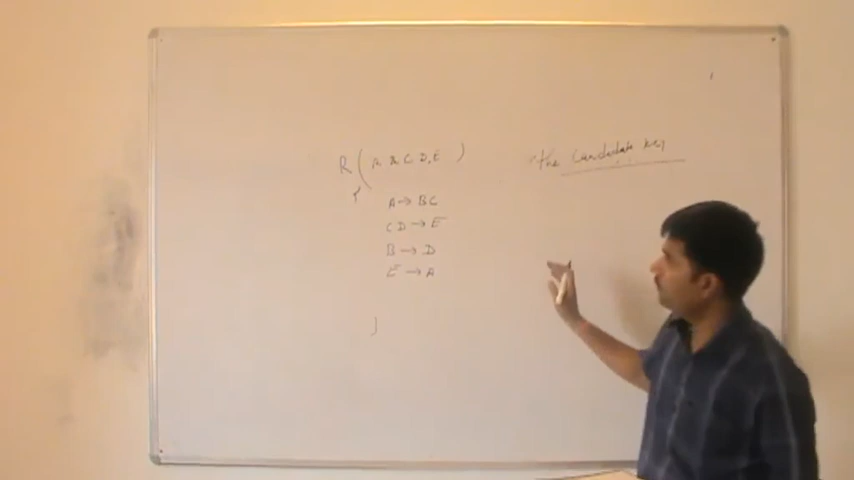 R ( A B C D, E )
The Candidate key
F
A → BC
CD → E
B → D
E → A